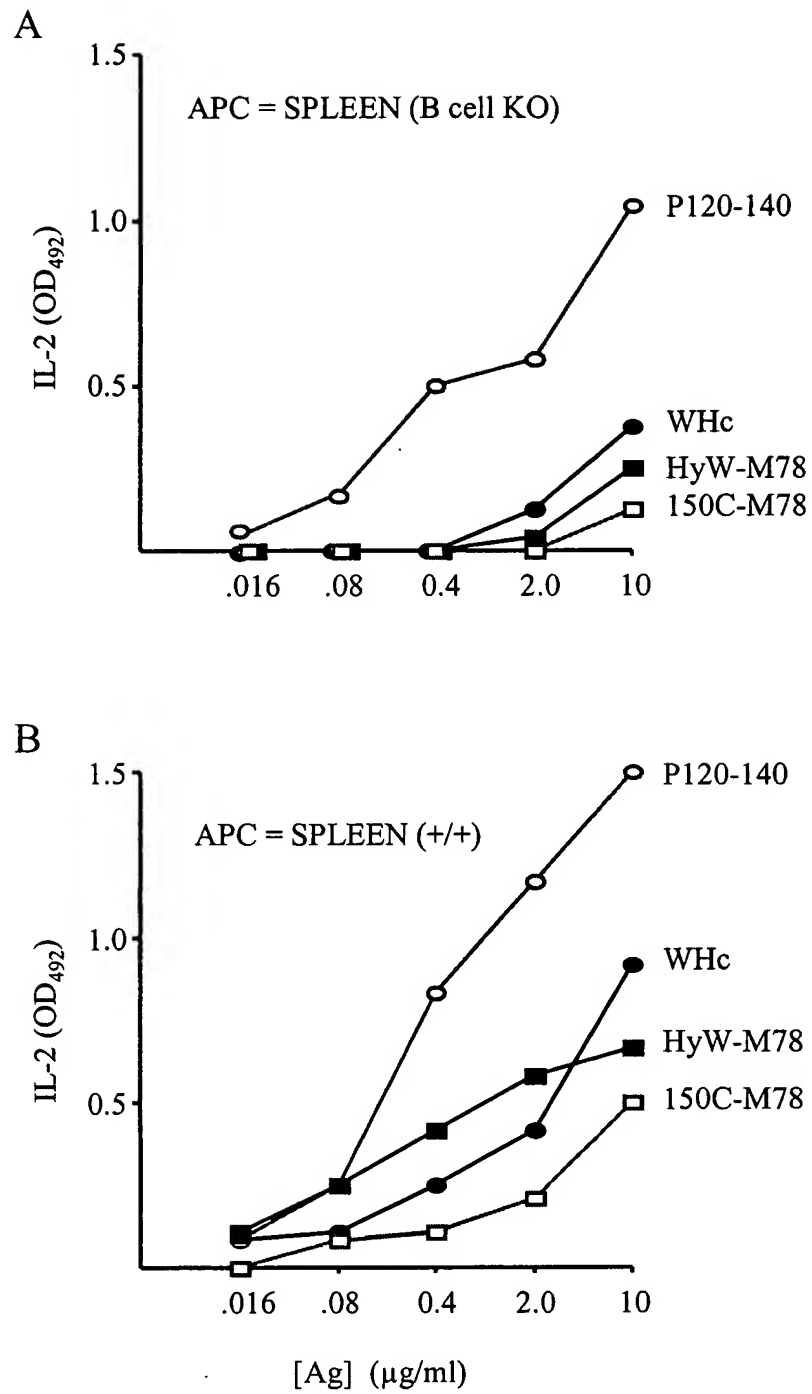 A
1.5
APC = SPLEEN (B cell KO)
P120-140
1.0
IL-2 (OD492)
0.5
WHc
HyW-M78
150C-M78
.016 .08 0.4 2.0 10
B
1.5
P120-140
APC = SPLEEN (+/+)
1.0
WHc
IL-2 (OD492)
HyW-M78
0.5
150C-M78
.016 .08 0.4 2.0 10
[Ag] (μg/ml)